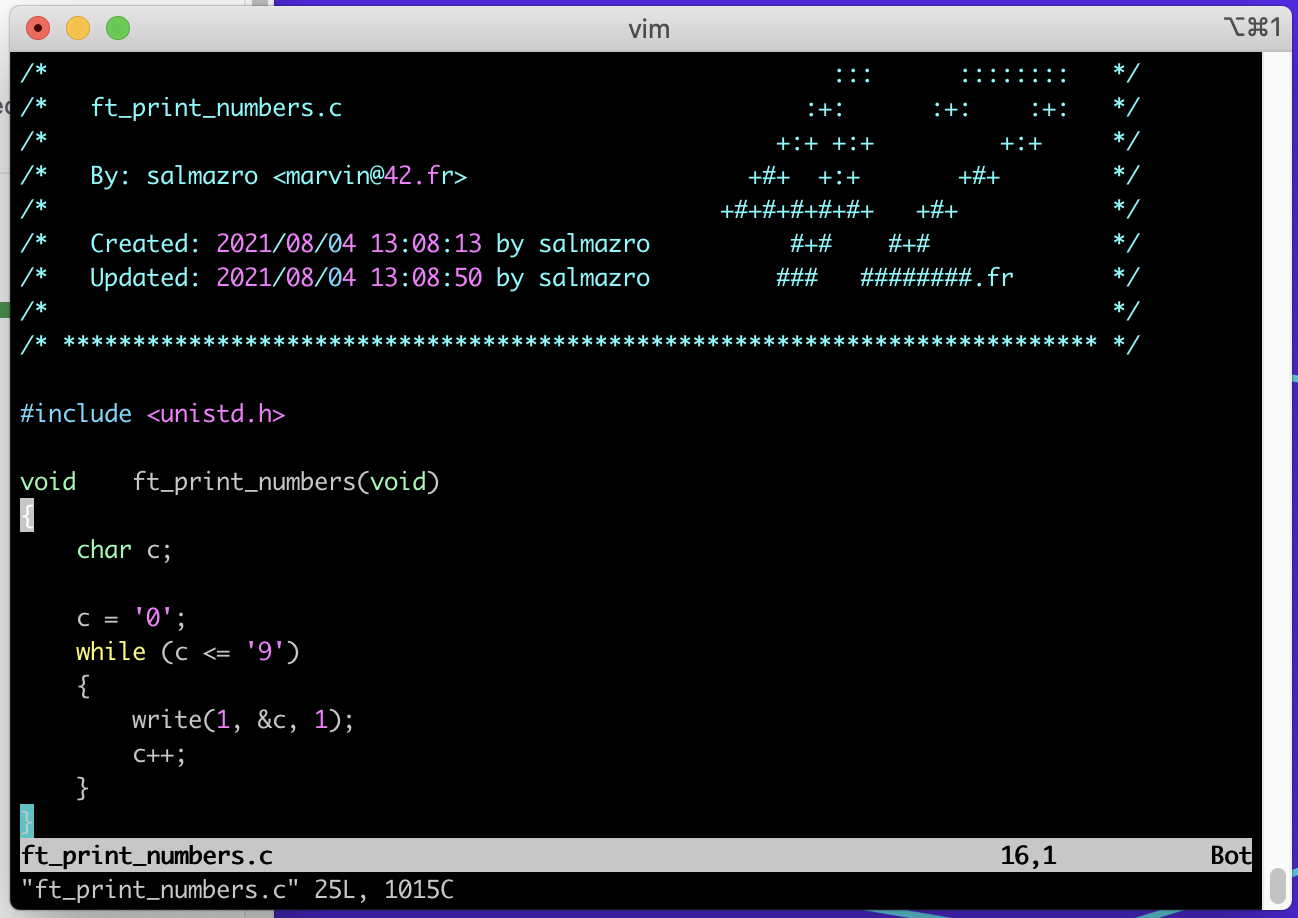 vim
⌥⌘1
/*                                                        :::      ::::::::   */
/*   ft_print_numbers.c                                 :+:      :+:    :+:   */
/*                                                    +:+ +:+         +:+     */
/*   By: salmazro <marvin@42.fr>                    +#+  +:+       +#+        */
/*                                                +#+#+#+#+#+   +#+           */
/*   Created: 2021/08/04 13:08:13 by salmazro          #+#    #+#             */
/*   Updated: 2021/08/04 13:08:50 by salmazro         ###   ########.fr       */
/*                                                                            */
/* ************************************************************************** */
#include <unistd.h>
void    ft_print_numbers(void)
{
    char c;
    c = '0';
    while (c <= '9')
    {
        write(1, &c, 1);
        c++;
    }
}
ft_print_numbers.c 16,1 Bot
"ft_print_numbers.c" 25L, 1015C